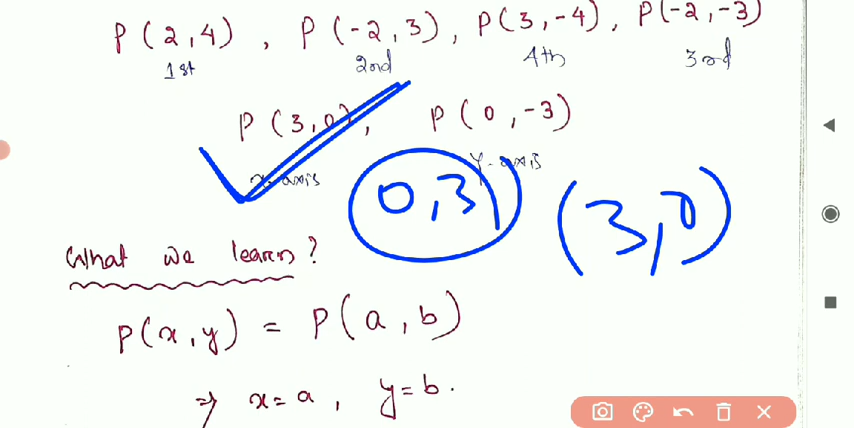 P(2,4), P(-2,3), P(3,-4), P(-2,-3)
1st 2nd 4th 3rd
P(3,0), P(0,-3)
x-axis y-axis
0,3) (3,0)
What we learn?
P(x,y) = P(a,b)
⇒ x=a, y=b.